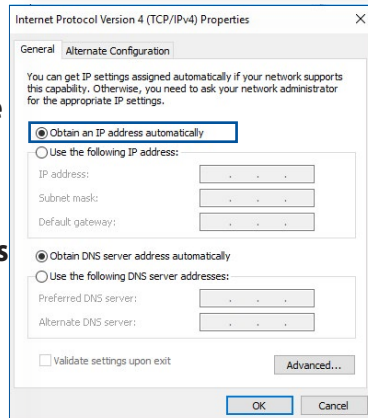 Internet Protocol Version 4 (TCP/IPv4) Properties
General
Alternate Configuration
You can get IP settings assigned automatically if your network supports
this capability. Otherwise, you need to ask your network administrator
for the appropriate IP settings.
Obtain an IP address automatically
Use the following IP address:
IP address:
Subnet mask:
Default gateway:
Obtain DNS server address automatically
Use the following DNS server addresses:
Preferred DNS server:
Alternate DNS server:
Validate settings upon exit
Advanced...
OK
Cancel